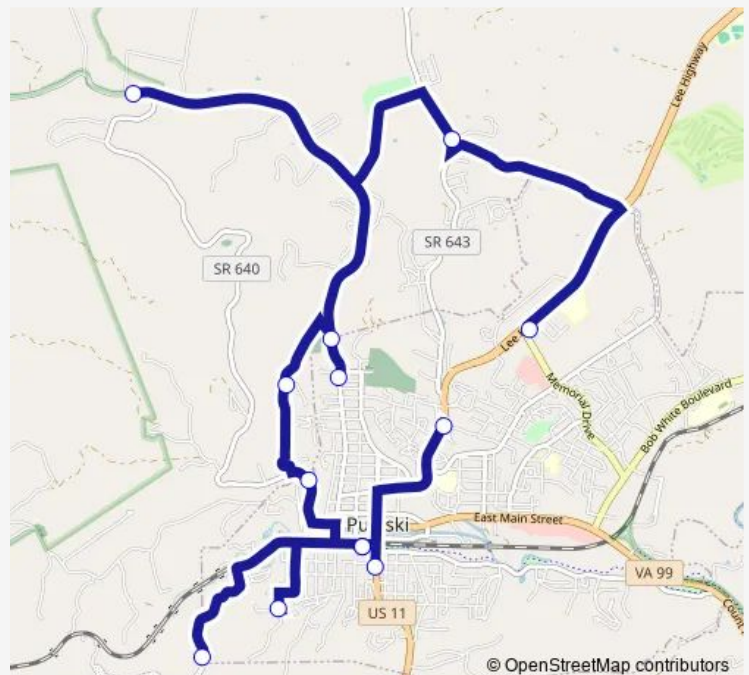 Lee Highway
SR 643
SR 640
Lee
Memorial Drive
Bob White Boulevard
East Main Street
VA 99
US 11
© OpenStreetMap contributors